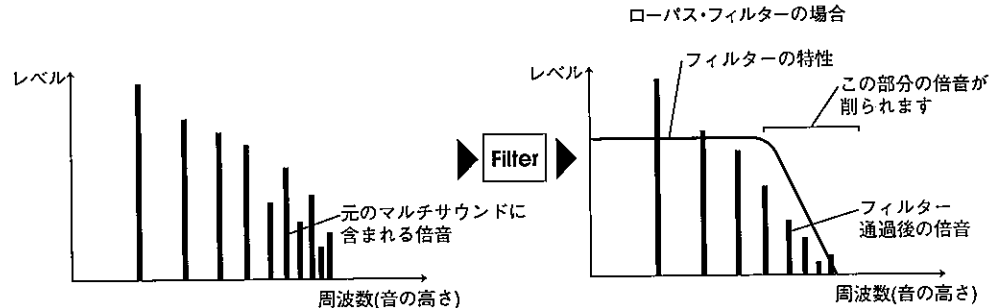 ローパス・フィルターの場合
レベル
元のマルチサウンドに
含まれる倍音
周波数(音の高さ)
Filter
レベル
フィルターの特性
この部分の倍音が
削られます
フィルター
通過後の倍音
周波数(音の高さ)